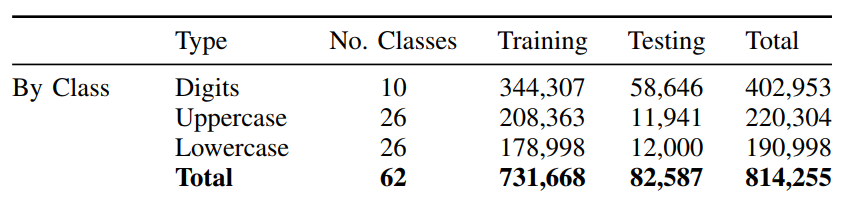 Type No. Classes Training Testing Total
By Class Digits 10 344,307 58,646 402,953
Uppercase 26 208,363 11,941 220,304
Lowercase 26 178,998 12,000 190,998
Total 62 731,668 82,587 814,255